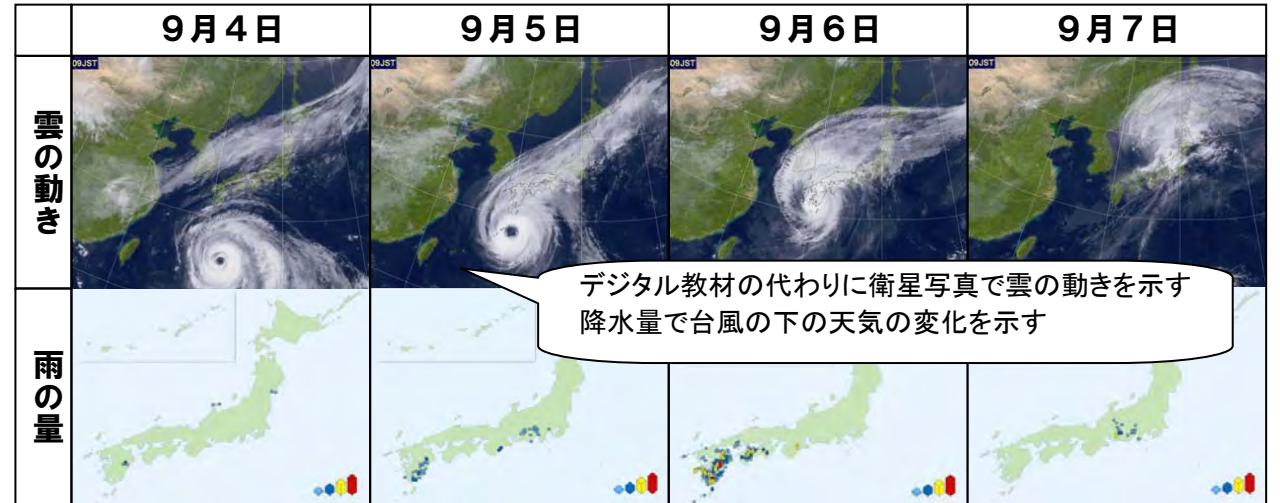 ９月４日
９月５日
９月６日
９月７日
雲の動き
09JST
09JST
09JST
09JST
デジタル教材の代わりに衛星写真で雲の動きを示す
降水量で台風の下の天気の変化を示す
雨の量